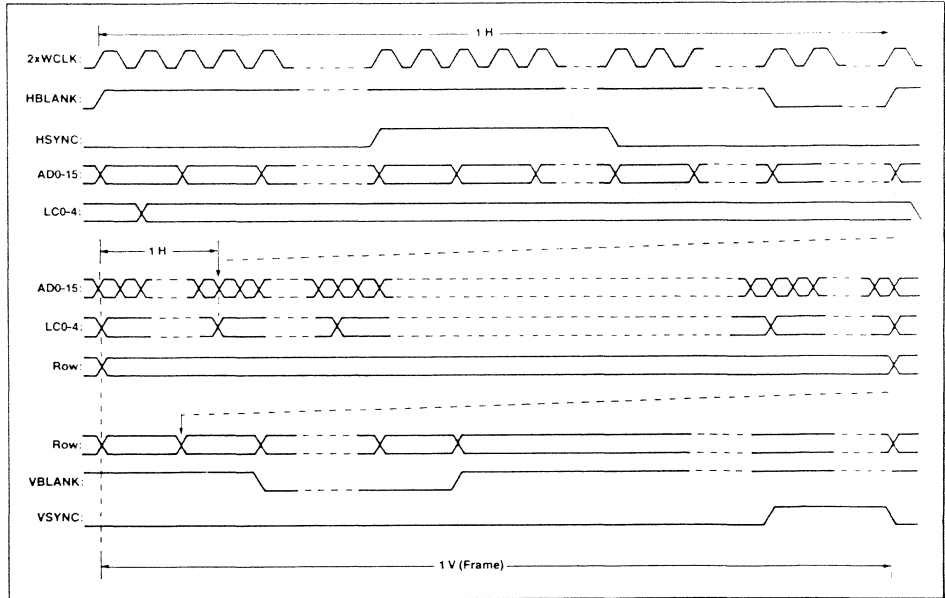 1 H
2xWCLK:
HBLANK:
HSYNC:
AD0-15:
LC0-4:
1 H
AD0-15:
LC0-4:
Row:
Row:
VBLANK:
VSYNC:
1 V (Frame)